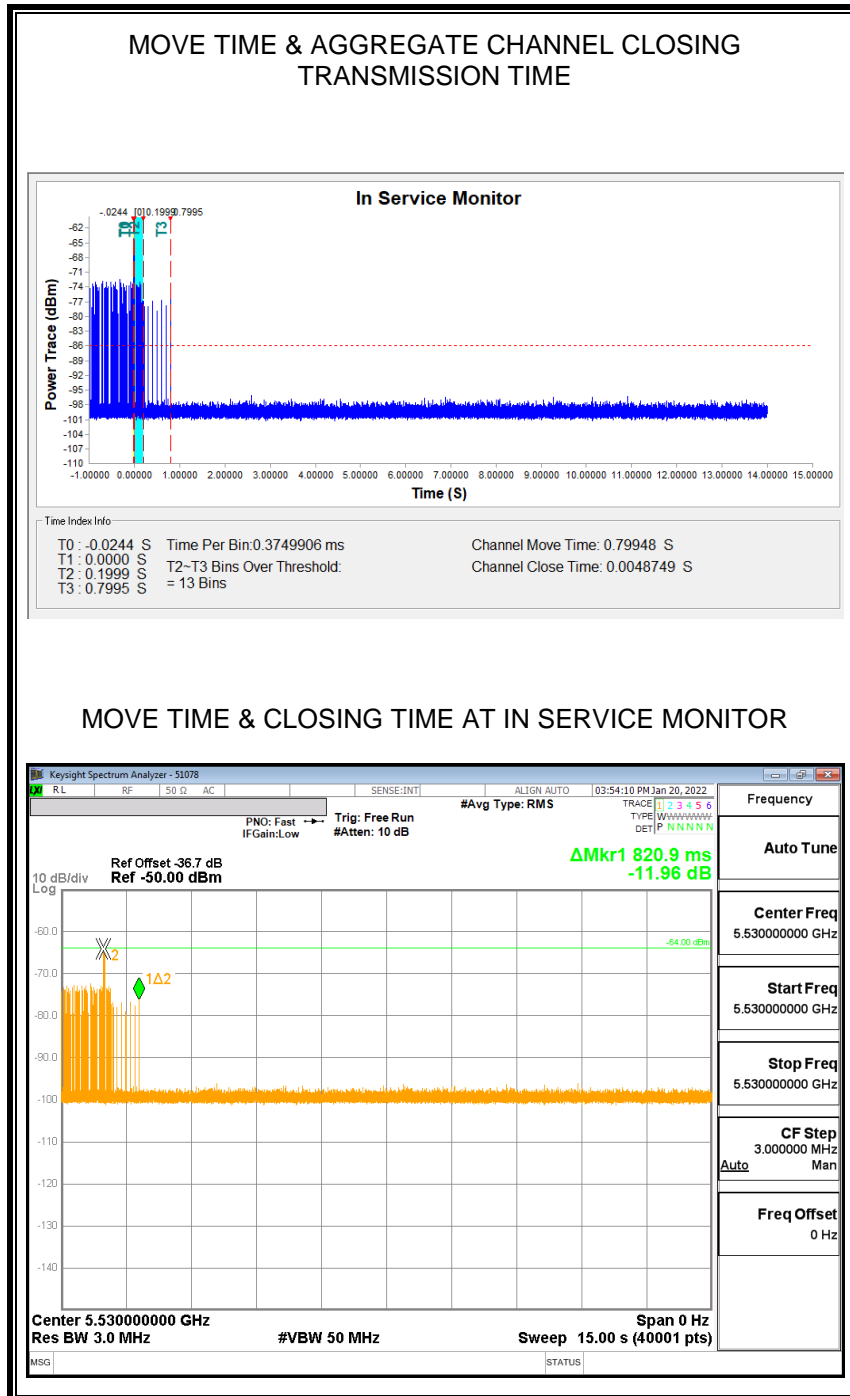 MOVE TIME & AGGREGATE CHANNEL CLOSING
TRANSMISSION TIME
In Service Monitor
-.0244 [0]0.1999 0.7995
T2
T3
Power Trace (dBm)
-62
-65
-68
-71
-74
-77
-80
-83
-86
-89
-92
-95
-98
-101
-104
-107
-110
-1.00000 0.00000 1.00000 2.00000 3.00000 4.00000 5.00000 6.00000 7.00000 8.00000 9.00000 10.00000 11.00000 12.00000 13.00000 14.00000 15.00000
Time (S)
Time Index Info
T0 : -0.0244 S
T1 : 0.0000 S
T2 : 0.1999 S
T3 : 0.7995 S
Time Per Bin:0.3749906 ms
T2~T3 Bins Over Threshold:
= 13 Bins
Channel Move Time: 0.79948 S
Channel Close Time: 0.0048749 S
MOVE TIME & CLOSING TIME AT IN SERVICE MONITOR
Keysight Spectrum Analyzer - 51078
LXI RL RF 50 Ω AC SENSE:INT ALIGN AUTO 03:54:10 PM Jan 20, 2022
PNO: Fast
IFGain:Low
Trig: Free Run
#Atten: 10 dB
#Avg Type: RMS
TRACE 1 2 3 4 5 6
TYPE WWWWWW
DET P N N N N N
ΔMkr1 820.9 ms
-11.96 dB
Ref Offset -36.7 dB
Ref -50.00 dBm
10 dB/div
Log
-60.0
-70.0
-80.0
-90.0
-100
-110
-120
-130
-140
-64.00 dBm
2
1Δ2
Center 5.530000000 GHz
Res BW 3.0 MHz
#VBW 50 MHz
Span 0 Hz
Sweep 15.00 s (40001 pts)
MSG
STATUS
Frequency
Auto Tune
Center Freq
5.530000000 GHz
Start Freq
5.530000000 GHz
Stop Freq
5.530000000 GHz
CF Step
3.000000 MHz
Auto Man
Freq Offset
0 Hz